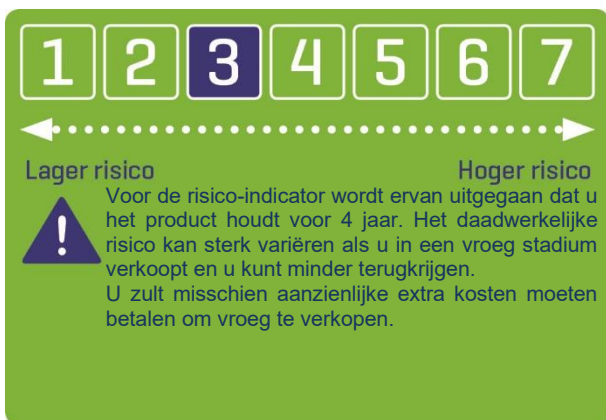 1 2 3 4 5 6 7
Lager risico Hoger risico
Voor de risico-indicator wordt ervan uitgegaan dat u
het product houdt voor 4 jaar. Het daadwerkelijke
risico kan sterk variëren als u in een vroeg stadium
verkoopt en u kunt minder terugkrijgen.
U zult misschien aanzienlijke extra kosten moeten
betalen om vroeg te verkopen.